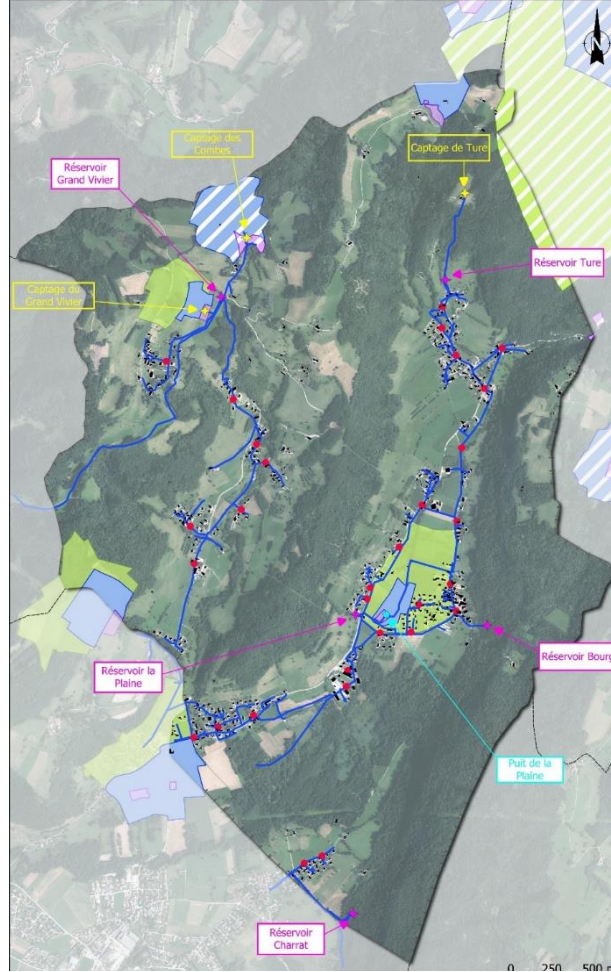 N
Captage des
Combes
Captage de Ture
Réservoir
Grand Vivier
Réservoir Ture
Captage du
Grand Vivier
Réservoir la
Plaine
Réservoir Bourg
Puit de la
Plaine
Réservoir
Charrat
0 250 500 m